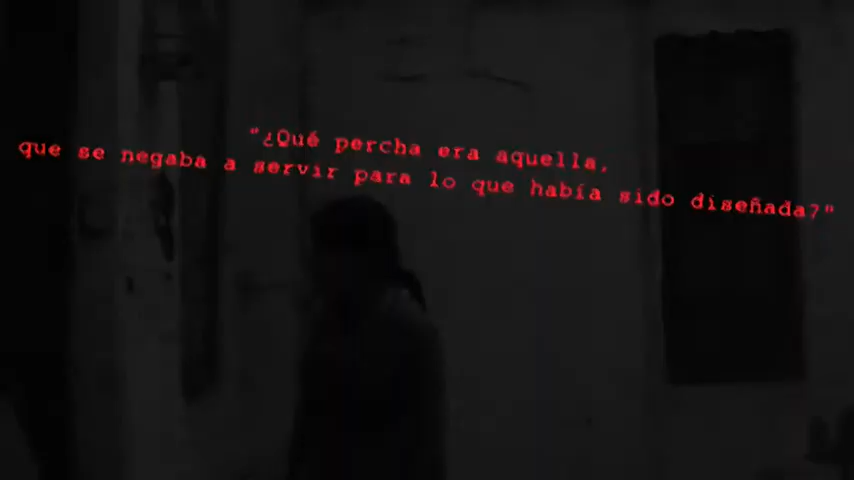 "¿Qué percha era aquella,
que se negaba a servir para lo que había sido diseñada?"